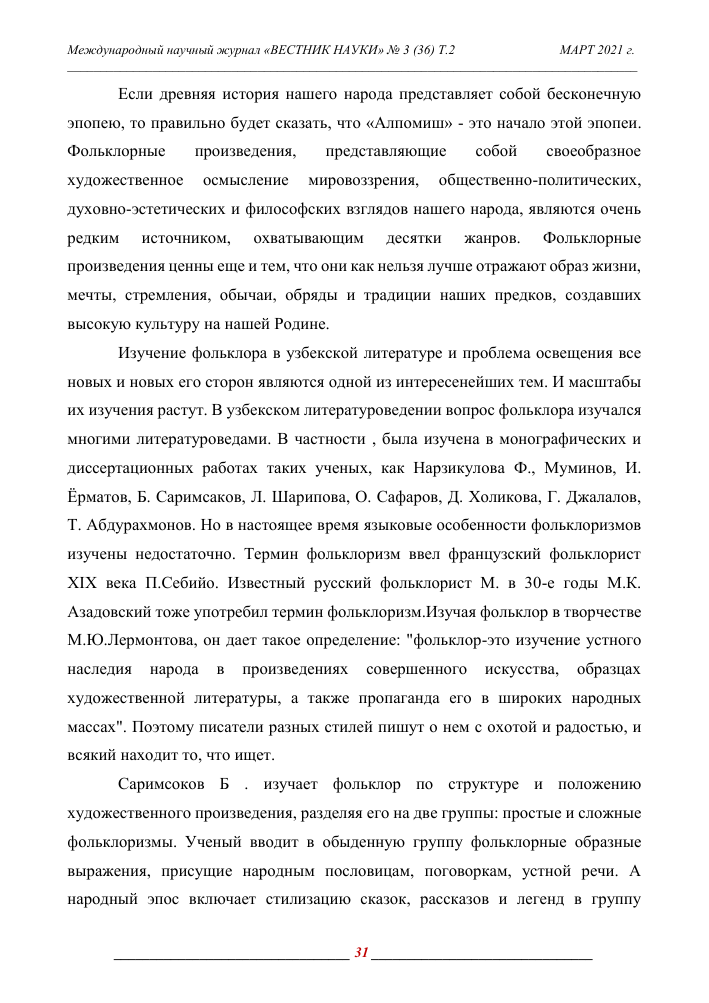 Международный научный журнал «ВЕСТНИК НАУКИ» № 3 (36) Т.2 МАРТ 2021 г.
Если древняя история нашего народа представляет собой бесконечную
эпопею, то правильно будет сказать, что «Алпомиш» - это начало этой эпопеи.
Фольклорные произведения, представляющие собой своеобразное
художественное осмысление мировоззрения, общественно-политических,
духовно-эстетических и философских взглядов нашего народа, являются очень
редким источником, охватывающим десятки жанров. Фольклорные
произведения ценны еще и тем, что они как нельзя лучше отражают образ жизни,
мечты, стремления, обычаи, обряды и традиции наших предков, создавших
высокую культуру на нашей Родине.
Изучение фольклора в узбекской литературе и проблема освещения все
новых и новых его сторон являются одной из интересенейших тем. И масштабы
их изучения растут. В узбекском литературоведении вопрос фольклора изучался
многими литературоведами. В частности , была изучена в монографических и
диссертационных работах таких ученых, как Нарзикулова Ф., Муминов, И.
Ёрматов, Б. Саримсаков, Л. Шарипова, О. Сафаров, Д. Холикова, Г. Джалалов,
Т. Абдурахмонов. Но в настоящее время языковые особенности фольклоризмов
изучены недостаточно. Термин фольклоризм ввел французский фольклорист
XIX века П.Себийо. Известный русский фольклорист М. в 30-е годы М.К.
Азадовский тоже употребил термин фольклоризм.Изучая фольклор в творчестве
М.Ю.Лермонтова, он дает такое определение: "фольклор-это изучение устного
наследия народа в произведениях совершенного искусства, образцах
художественной литературы, а также пропаганда его в широких народных
массах". Поэтому писатели разных стилей пишут о нем с охотой и радостью, и
всякий находит то, что ищет.
Саримсоков Б . изучает фольклор по структуре и положению
художественного произведения, разделяя его на две группы: простые и сложные
фольклоризмы. Ученый вводит в обыденную группу фольклорные образные
выражения, присущие народным пословицам, поговоркам, устной речи. А
народный эпос включает стилизацию сказок, рассказов и легенд в группу
31